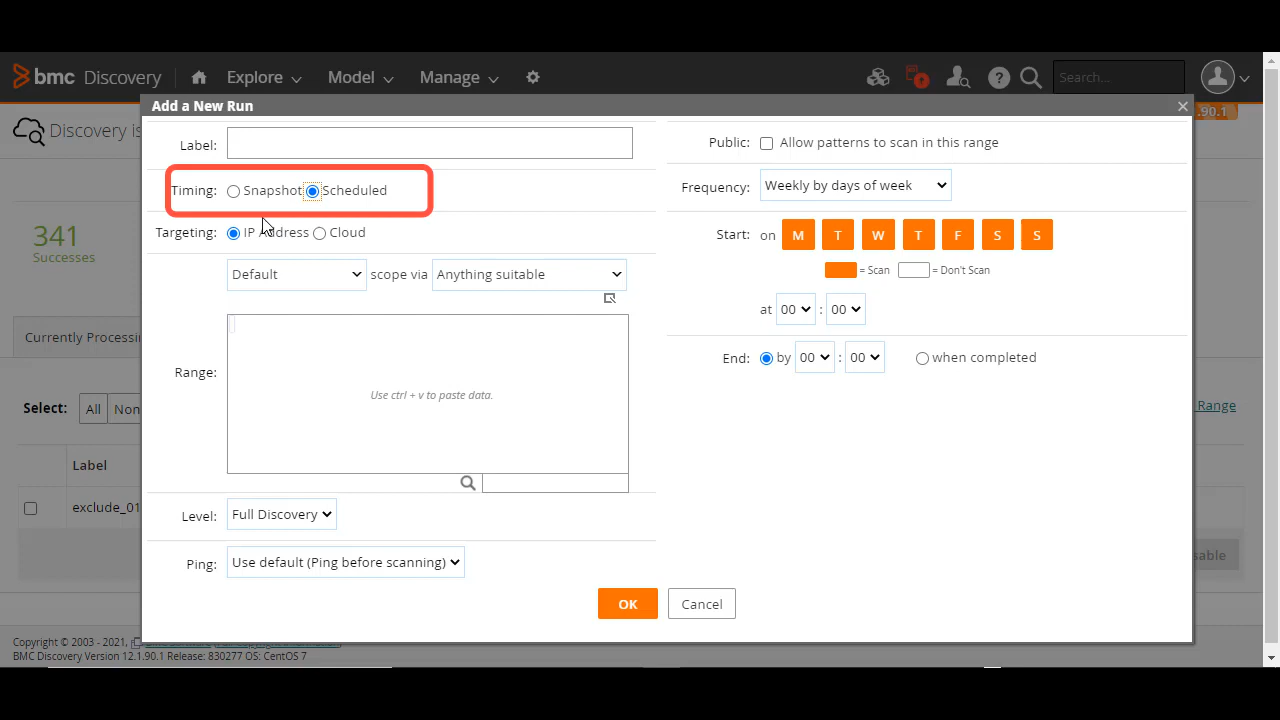 bmc Discovery Explore Model Manage Search...
Add a New Run
.90.1
Discovery is
Label:
Public: Allow patterns to scan in this range
Timing: Snapshot Scheduled
Frequency: Weekly by days of week
Targeting: IP Address Cloud
Start: on M T W T F S S
341
Successes
Default scope via Anything suitable
= Scan = Don't Scan
at 00 : 00
Currently Processin
Range:
Use ctrl + v to paste data.
End: by 00 : 00 when completed
Select: All Non
Range
Label
exclude_01
Level: Full Discovery
Ping: Use default (Ping before scanning)
able
OK Cancel
Copyright © 2003 - 2021,
BMC Discovery Version 12.1.90.1 Release: 830277 OS: CentOS 7